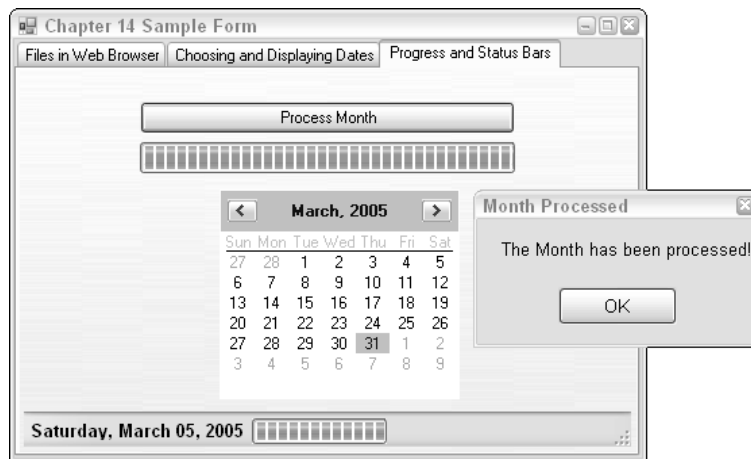 Chapter 14 Sample Form
Files in Web Browser Choosing and Displaying Dates Progress and Status Bars
Process Month
March, 2005
Sun Mon Tue Wed Thu Fri Sat
27 28 1 2 3 4 5
6 7 8 9 10 11 12
13 14 15 16 17 18 19
20 21 22 23 24 25 26
27 28 29 30 31 1 2
3 4 5 6 7 8 9
Month Processed
The Month has been processed!
OK
Saturday, March 05, 2005